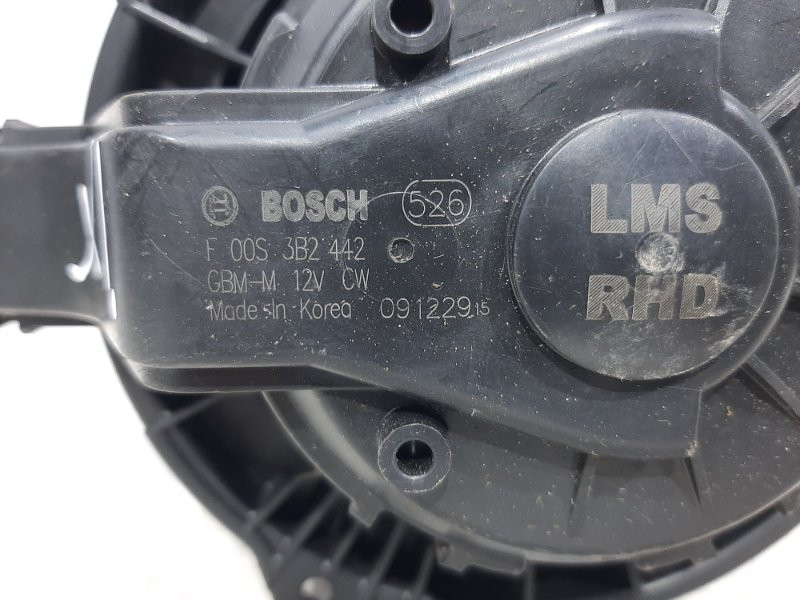 BOSCH 526
F 00S 3B2 442
GBM-M 12V CW
Made In Korea 091229 15
LMS
RHD